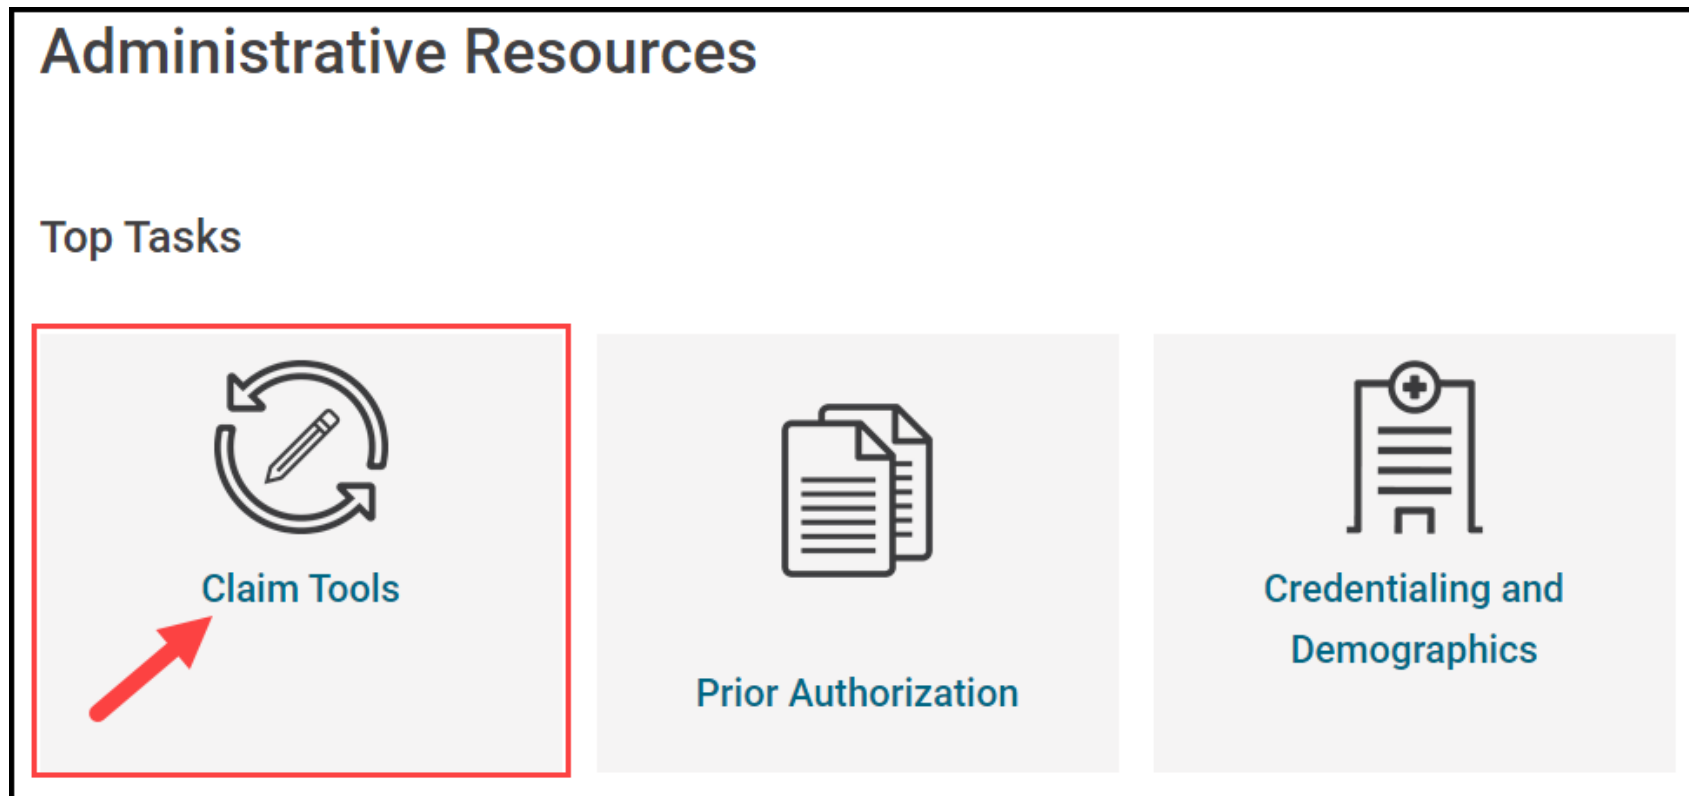 Administrative Resources
Top Tasks
Claim Tools
Prior Authorization
Credentialing and
Demographics